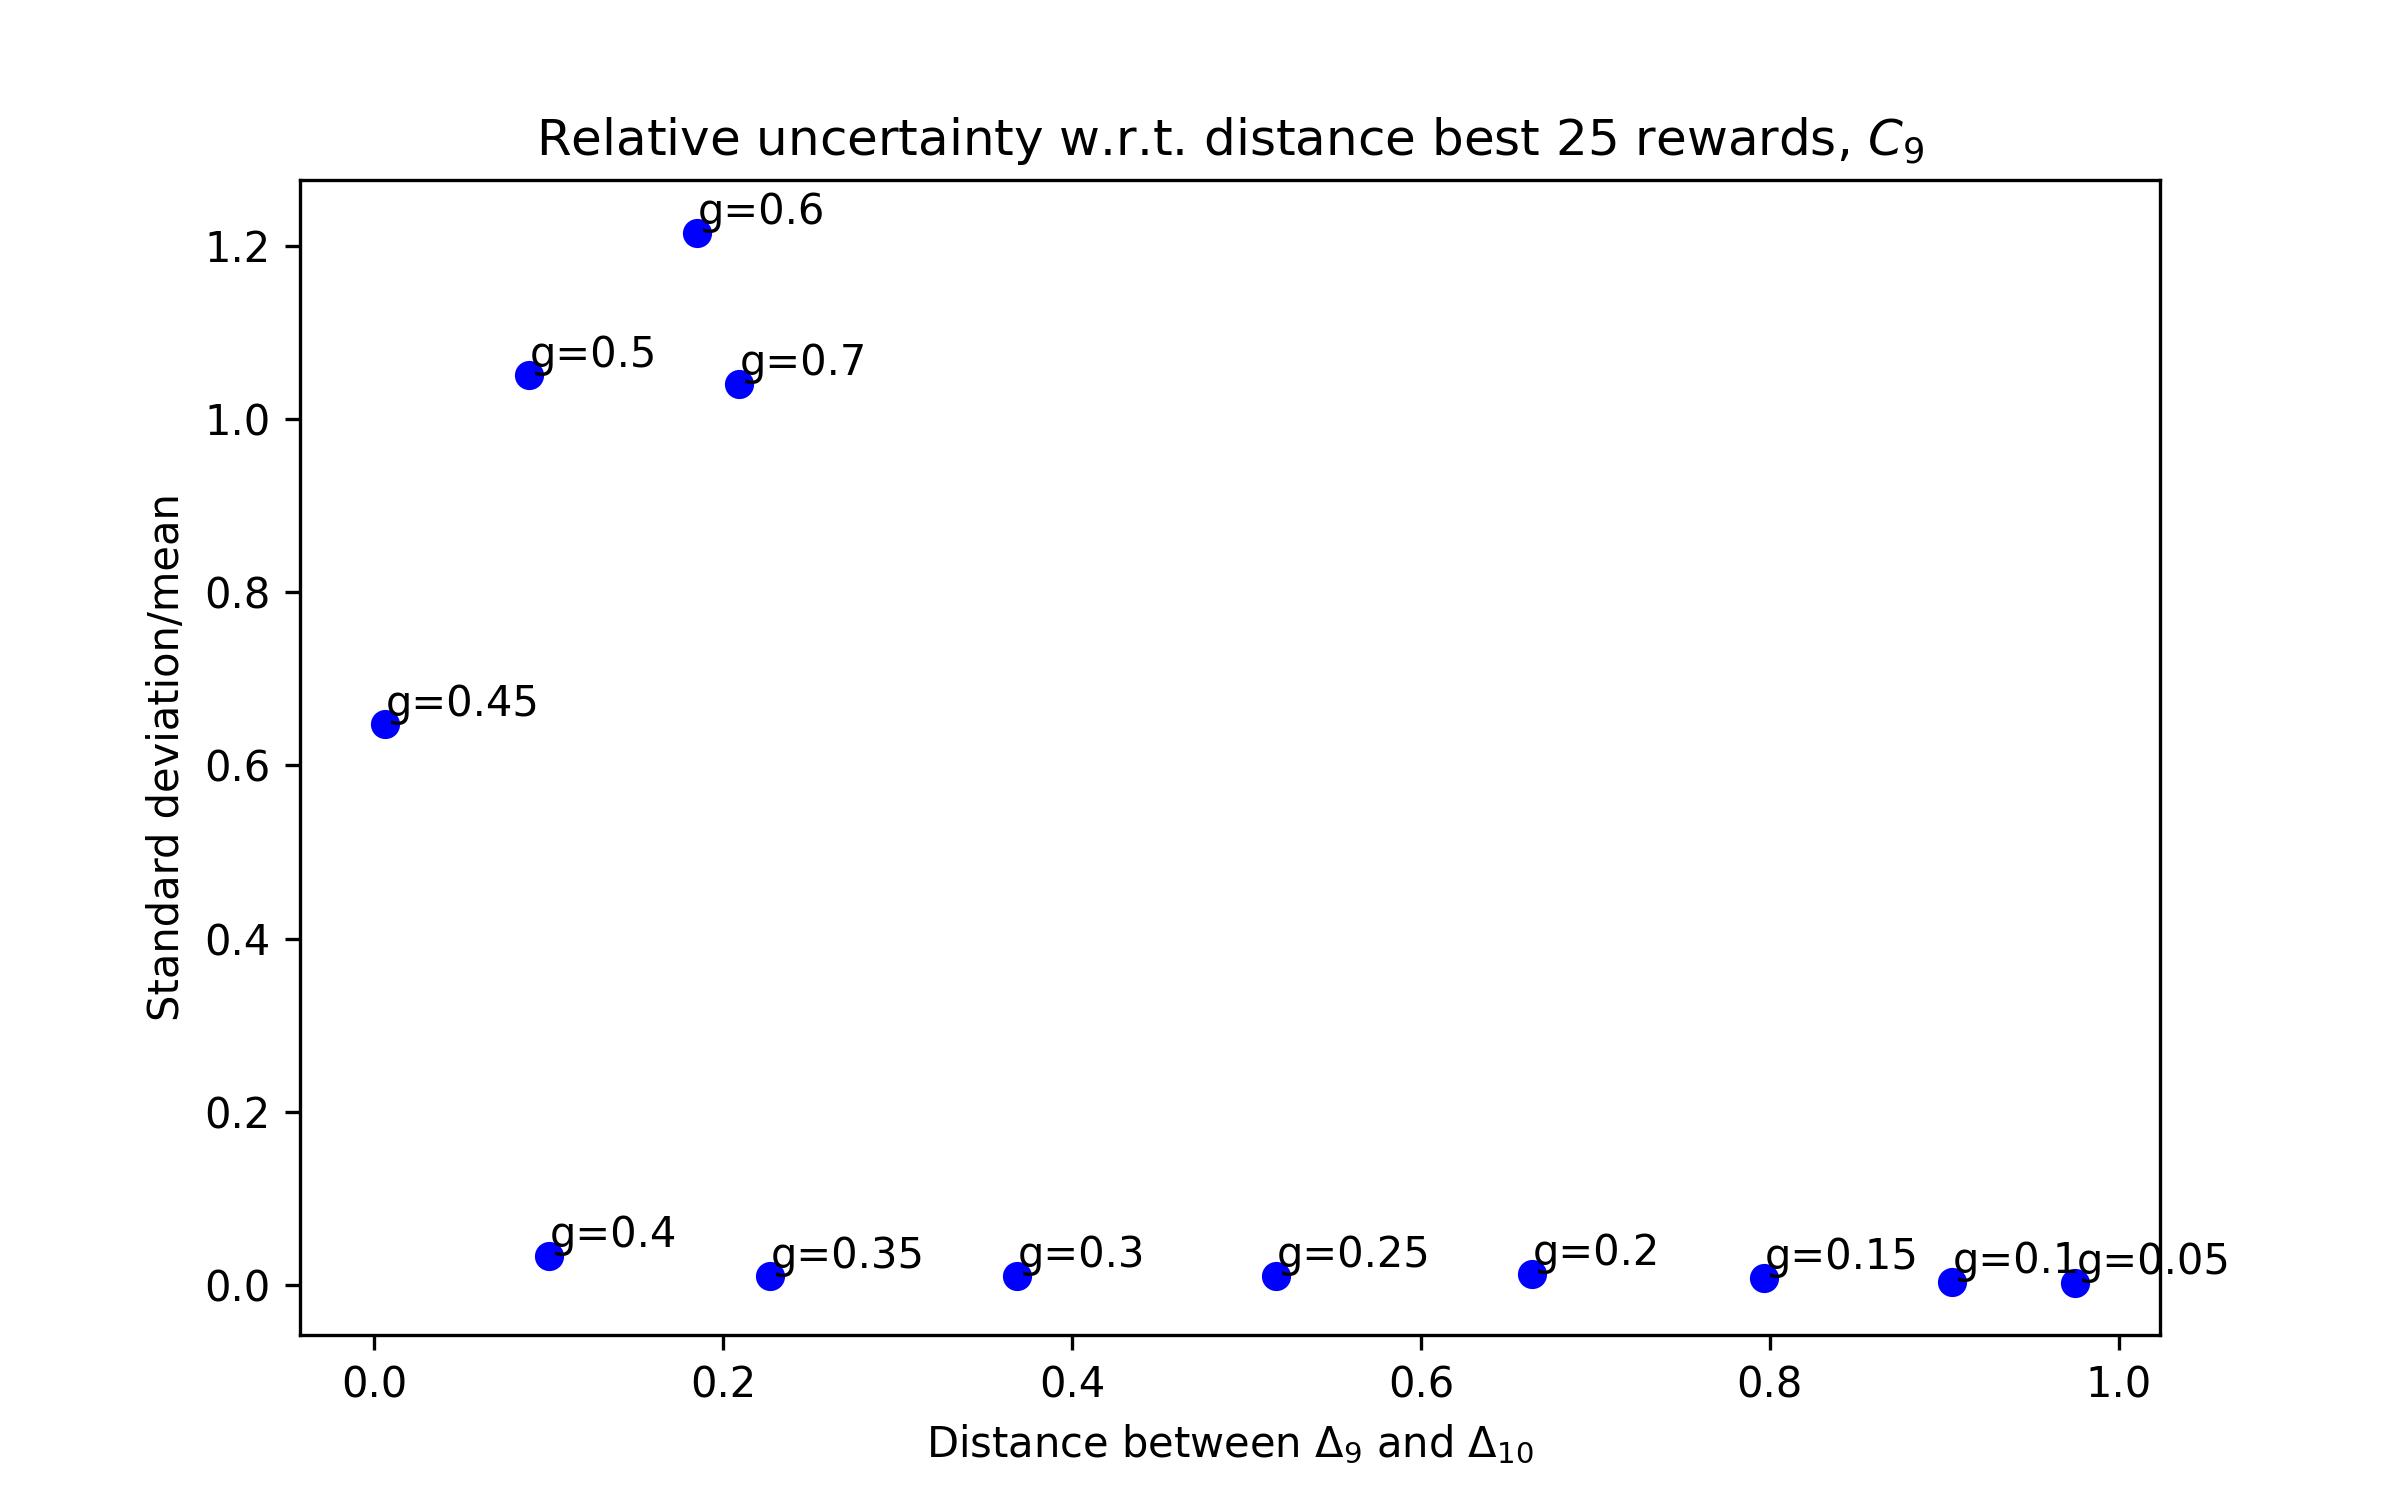 Relative uncertainty w.r.t. distance best 25 rewards, C₉
g=0.6
1.2
g=0.5
g=0.7
1.0
0.8
g=0.45
0.6
0.4
0.2
g=0.4
g=0.35
g=0.3
g=0.25
g=0.2
g=0.15
g=0.1
g=0.05
0.0
Standard deviation/mean
0.0 0.2 0.4 0.6 0.8 1.0
Distance between Δ₉ and Δ₁₀